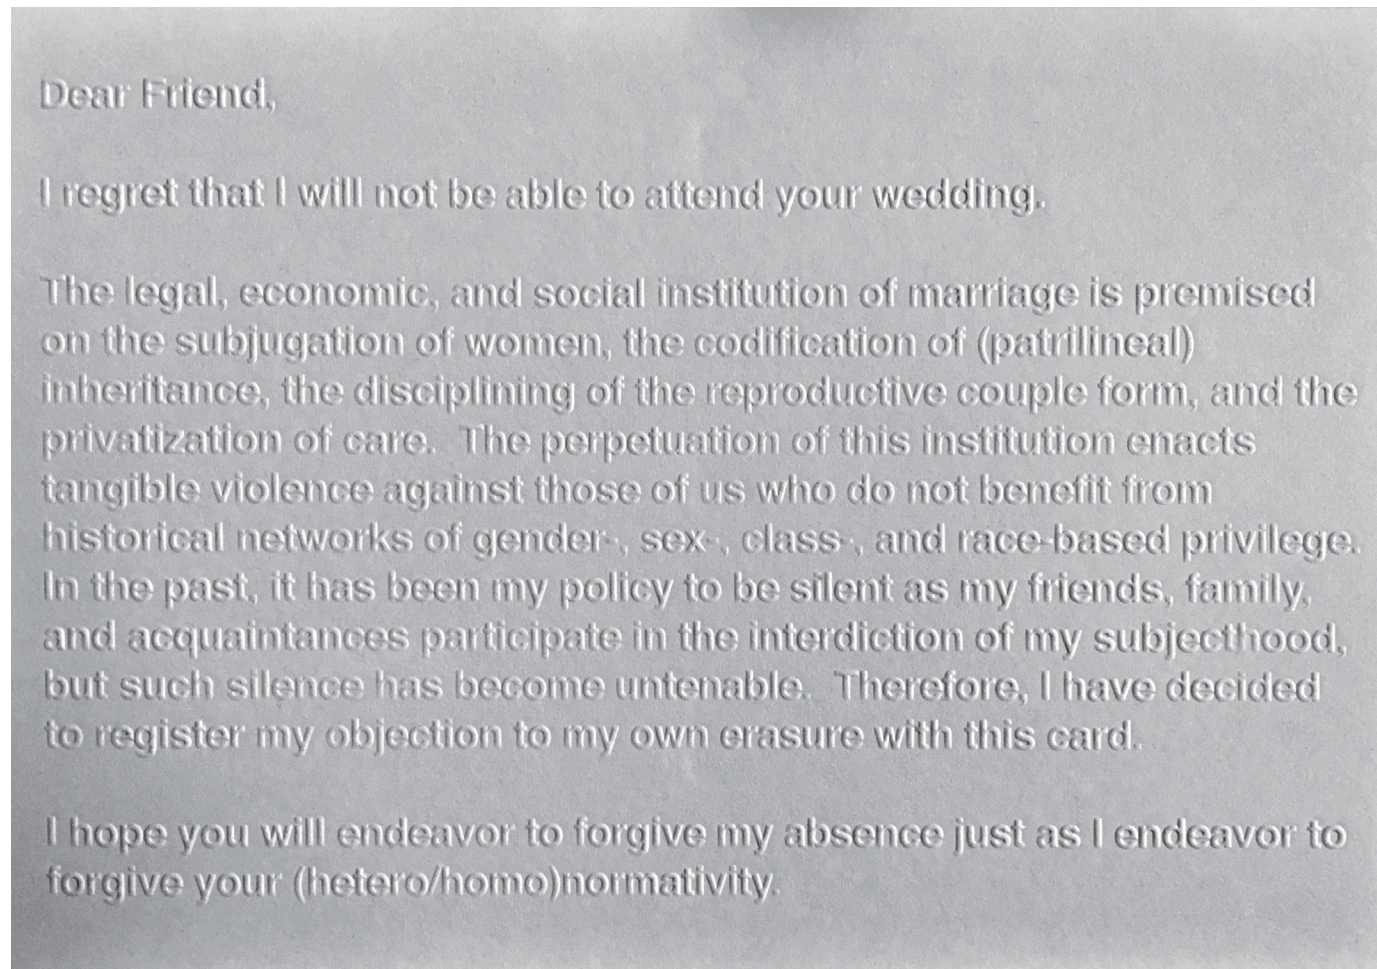 Dear Friend,
I regret that I will not be able to attend your wedding.
The legal, economic, and social institution of marriage is premised
on the subjugation of women, the codification of (patrilineal)
inheritance, the disciplining of the reproductive couple form, and the
privatization of care.  The perpetuation of this institution enacts
tangible violence against those of us who do not benefit from
historical networks of gender-, sex-, class-, and race-based privilege.
In the past, it has been my policy to be silent as my friends, family,
and acquaintances participate in the interdiction of my subjecthood,
but such silence has become untenable.  Therefore, I have decided
to register my objection to my own erasure with this card.
I hope you will endeavor to forgive my absence just as I endeavor to
forgive your (hetero/homo)normativity.